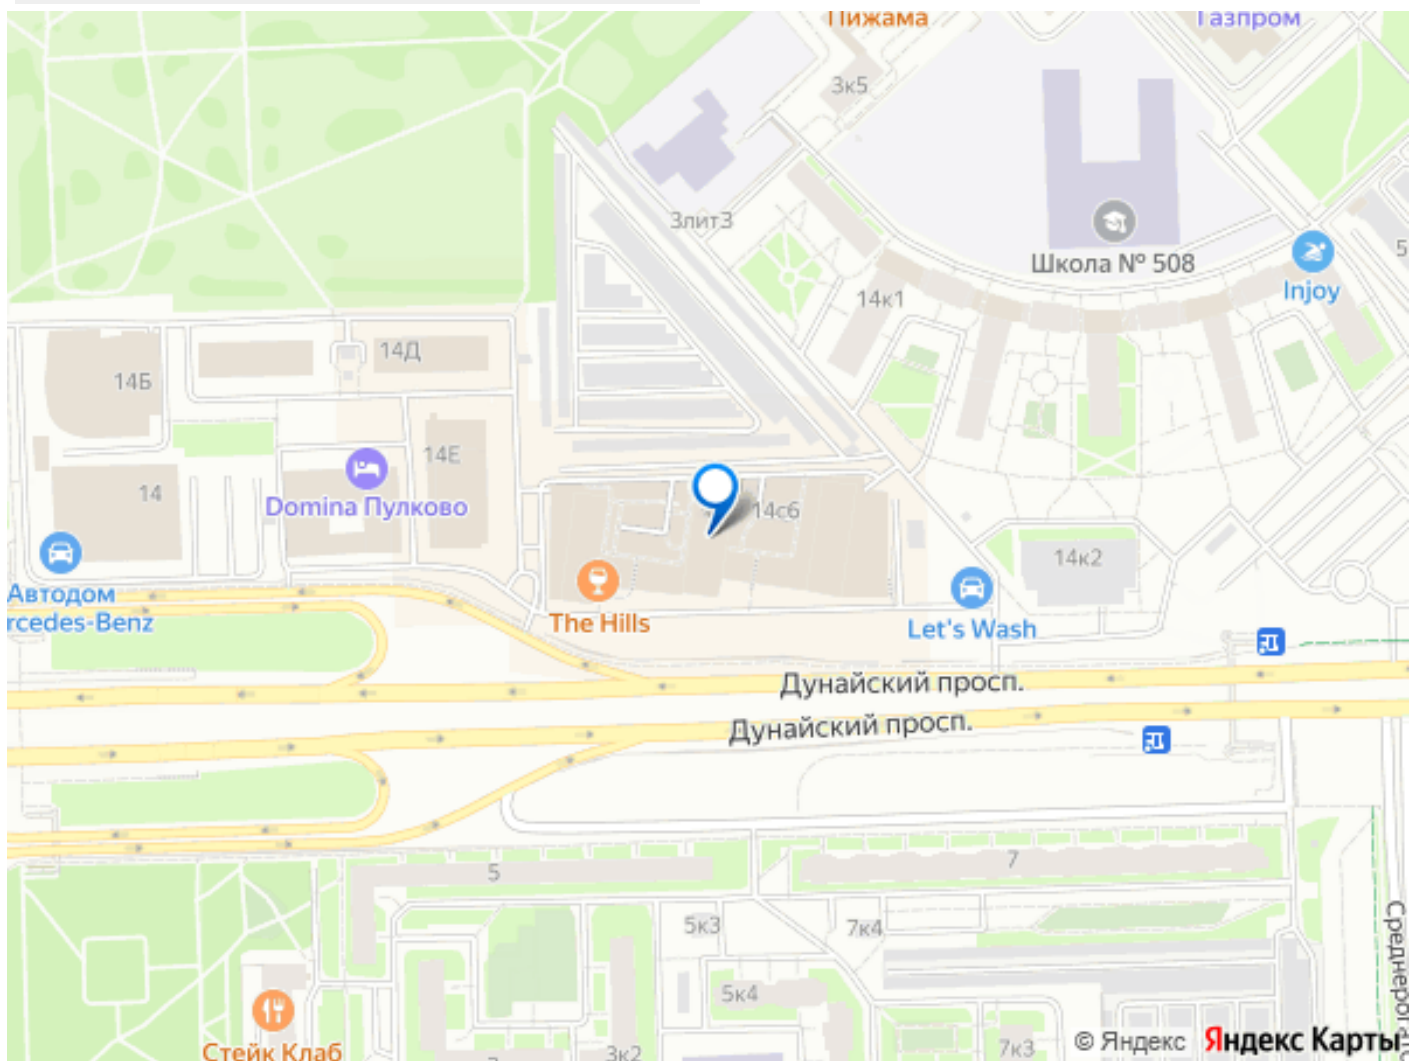 Пижама
Газпром
3к5
3лит3
Школа № 508
Injoy
14к1
5
14Д
14Б
14Е
14
Domina Пулково
14с6
14к2
Автодом
rcedes-Benz
The Hills
Let's Wash
Дунайский просп.
Дунайский просп.
5
7
5к3
7к4
5к4
Среднерога
Стейк Клаб
3к2
7к3
© Яндекс Яндекс Карты